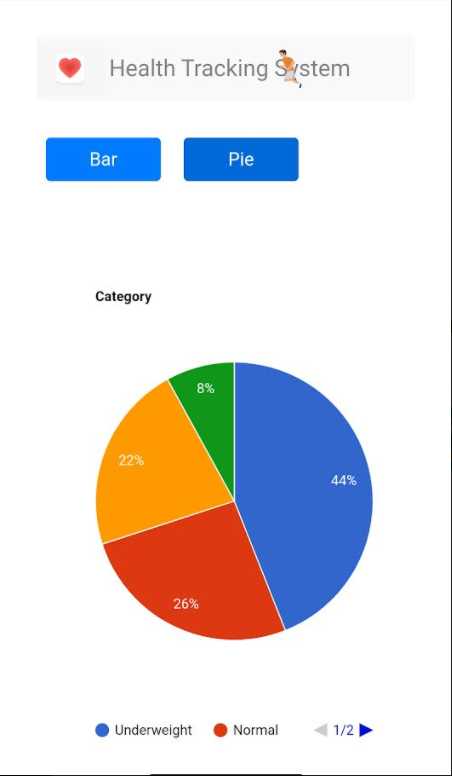 Health Tracking System
Bar Pie
Category
8%
44%
22%
26%
Underweight Normal 1/2